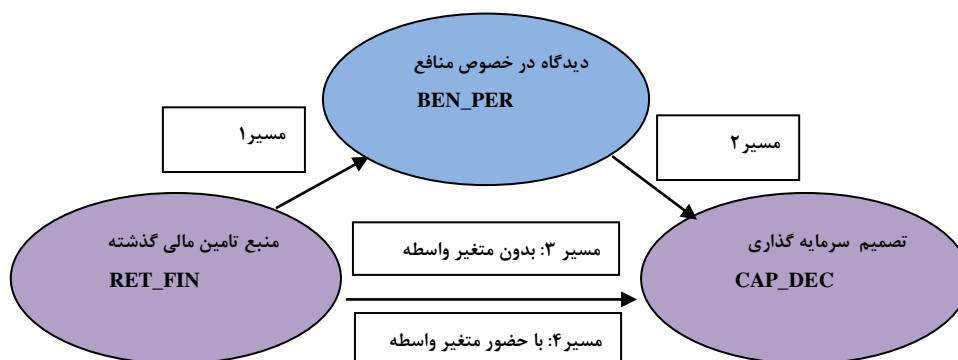 دیدگاه در خصوص منافع
BEN_PER
مسیر۱
مسیر۲
منبع تامین مالی گذشته
RET_FIN
مسیر ۳: بدون متغیر واسطه
تصمیم سرمایه گذاری
CAP_DEC
مسیر۴: با حضور متغیر واسطه